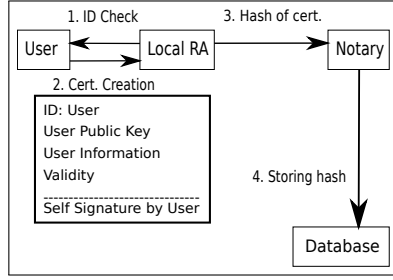 1. ID Check
3. Hash of cert.
User
Local RA
Notary
2. Cert. Creation
ID: User
User Public Key
User Information
Validity
-------------------------------
Self Signature by User
4. Storing hash
Database